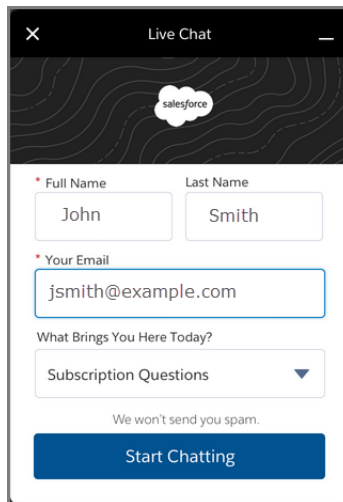 Live Chat
salesforce
* Full Name Last Name
John Smith
* Your Email
jsmith@example.com
What Brings You Here Today?
Subscription Questions
We won't send you spam.
Start Chatting